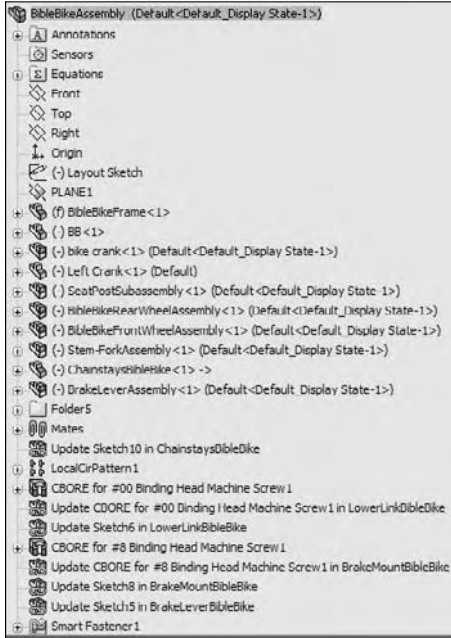 BibleBikeAssembly (Default<Default_Display State-1>)
Annotations
Sensors
Equations
Front
Top
Right
Origin
(-) Layout Sketch
PLANE1
(f) BibleBikeFrame<1>
(-) BB<1>
(-) bike crank<1> (Default<Default_Display State-1>)
(-) Left Crank<1> (Default)
(-) SeatPostSubassembly<1> (Default<Default_Display State-1>)
(-) BibleBikeRearWheelAssembly<1> (Default<Default_Display State-1>)
(-) BibleBikeFrontWheelAssembly<1> (Default<Default_Display State-1>)
(-) Stem-ForkAssembly<1> (Default<Default_Display State-1>)
(-) ChainstaysBibleBike<1> ->
(-) BrakeLeverAssembly<1> (Default<Default_Display State-1>)
Folder5
Mates
Update Sketch10 in ChainstaysBibleBike
LocalCirPattern1
CBORE for #00 Binding Head Machine Screw1
Update CBORE for #00 Binding Head Machine Screw1 in LowerLinkBibleBike
Update Sketch6 in LowerLinkBibleBike
CBORE for #8 Binding Head Machine Screw1
Update CBORE for #8 Binding Head Machine Screw1 in BrakeMountBibleBike
Update Sketch8 in BrakeMountBibleBike
Update Sketch5 in BrakeLeverBibleBike
Smart Fastener1